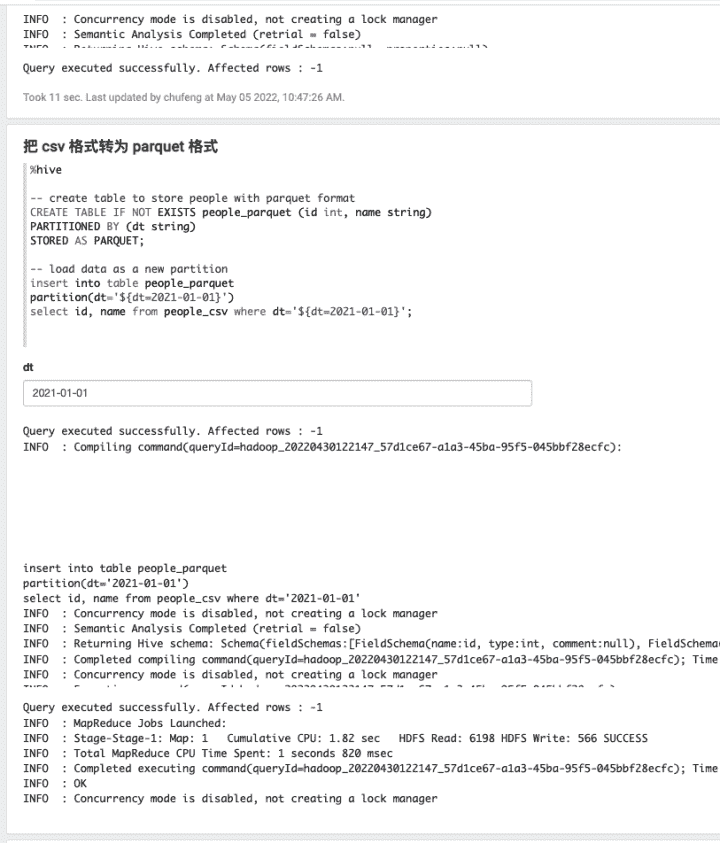 INFO  : Concurrency mode is disabled, not creating a lock manager
INFO  : Semantic Analysis Completed (retrial = false)
INFO  : Returning Hive schema: Schema(fieldSchemas:null, properties:null)
Query executed successfully. Affected rows : -1
Took 11 sec. Last updated by chufeng at May 05 2022, 10:47:26 AM.
把 csv 格式转为 parquet 格式
%hive
-- create table to store people with parquet format
CREATE TABLE IF NOT EXISTS people_parquet (id int, name string)
PARTITIONED BY (dt string)
STORED AS PARQUET;
-- load data as a new partition
insert into table people_parquet
partition(dt='${dt=2021-01-01}')
select id, name from people_csv where dt='${dt=2021-01-01}';
dt
2021-01-01
Query executed successfully. Affected rows : -1
INFO  : Compiling command(queryId=hadoop_20220430122147_57d1ce67-a1a3-45ba-95f5-045bbf28ecfc):
insert into table people_parquet
partition(dt='2021-01-01')
select id, name from people_csv where dt='2021-01-01'
INFO  : Concurrency mode is disabled, not creating a lock manager
INFO  : Semantic Analysis Completed (retrial = false)
INFO  : Returning Hive schema: Schema(fieldSchemas:[FieldSchema(name:id, type:int, comment:null), FieldSchema
INFO  : Completed compiling command(queryId=hadoop_20220430122147_57d1ce67-a1a3-45ba-95f5-045bbf28ecfc); Time
INFO  : Concurrency mode is disabled, not creating a lock manager
Query executed successfully. Affected rows : -1
INFO  : MapReduce Jobs Launched:
INFO  : Stage-Stage-1: Map: 1   Cumulative CPU: 1.82 sec   HDFS Read: 6198 HDFS Write: 566 SUCCESS
INFO  : Total MapReduce CPU Time Spent: 1 seconds 820 msec
INFO  : Completed executing command(queryId=hadoop_20220430122147_57d1ce67-a1a3-45ba-95f5-045bbf28ecfc); Time
INFO  : OK
INFO  : Concurrency mode is disabled, not creating a lock manager